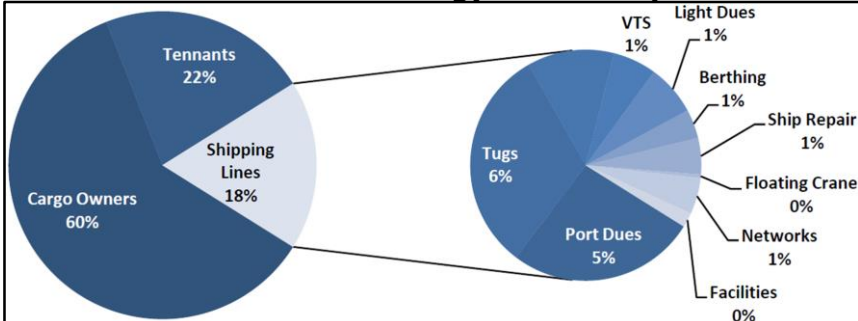 Tennants
22%
Shipping
Lines
18%
Cargo Owners
60%
VTS
1%
Light Dues
1%
Berthing
1%
Ship Repair
1%
Floating Crane
0%
Networks
1%
Facilities
0%
Port Dues
5%
Tugs
6%